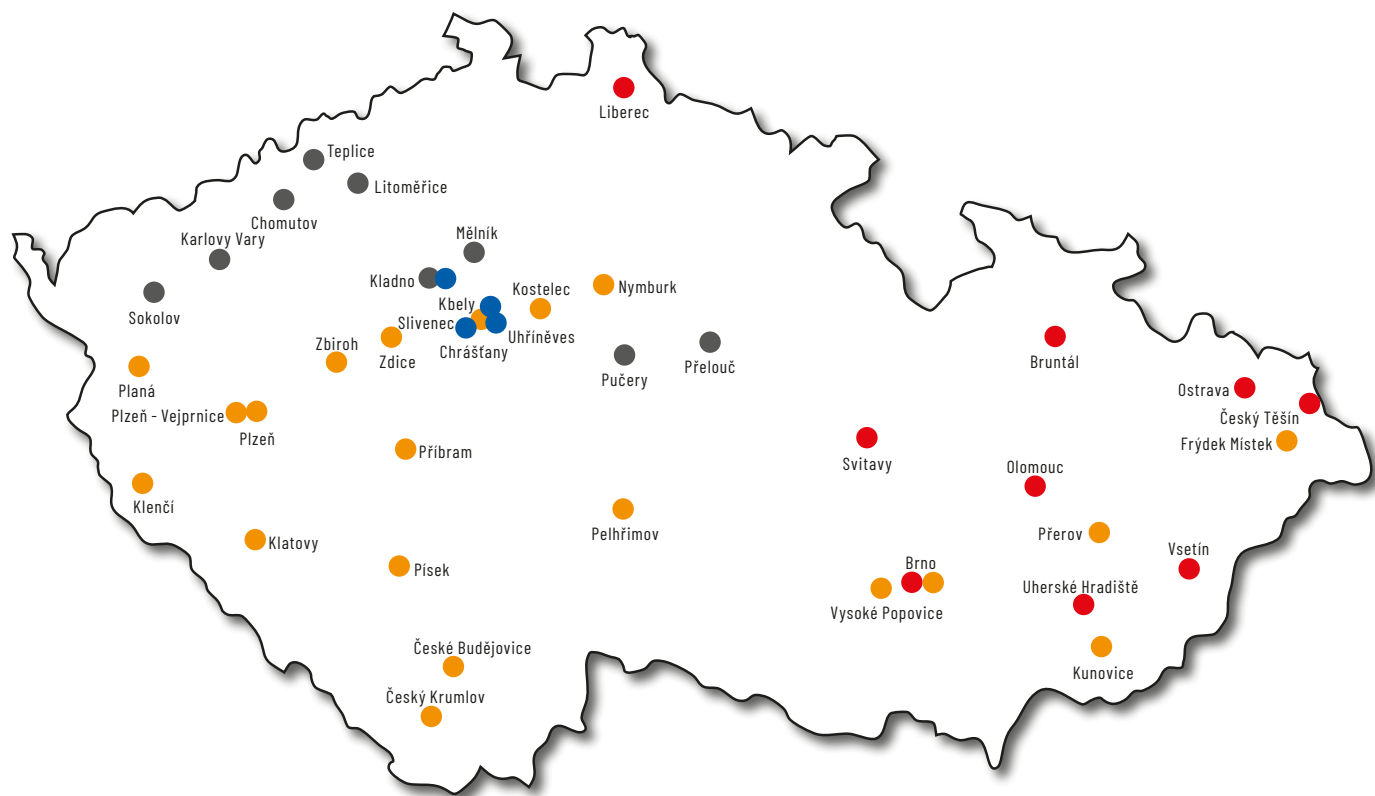 Liberec
Teplice
Litoměřice
Chomutov
Karlovy Vary
Mělník
Kladno
Sokolov
Kbely
Kostelec
Nymburk
Slivenec
Uhříněves
Chrášťany
Zbiroh
Zdice
Pučery
Přelouč
Bruntál
Planá
Plzeň - Vejprnice
Plzeň
Ostrava
Český Těšín
Frýdek Místek
Příbram
Svitavy
Olomouc
Klenčí
Klatovy
Pelhřimov
Přerov
Písek
Brno
Vsetín
Vysoké Popovice
Uherské Hradiště
České Budějovice
Kunovice
Český Krumlov